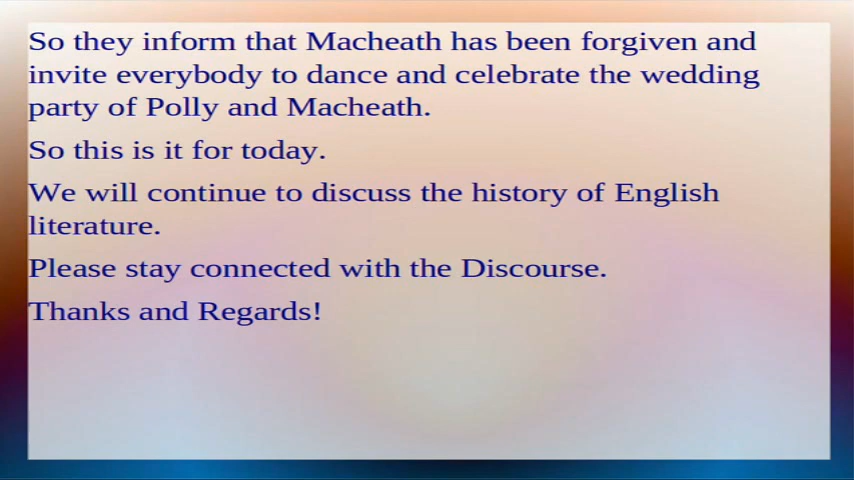 So they inform that Macheath has been forgiven and
invite everybody to dance and celebrate the wedding
party of Polly and Macheath.
So this is it for today.
We will continue to discuss the history of English
literature.
Please stay connected with the Discourse.
Thanks and Regards!